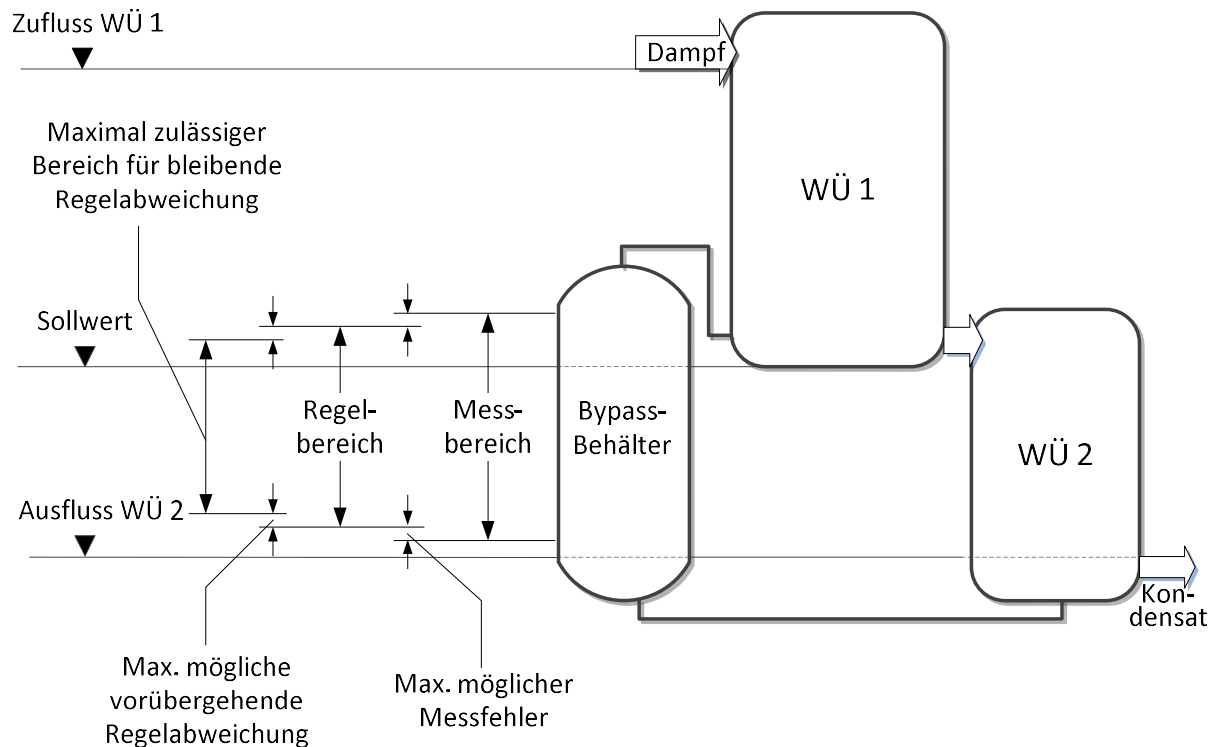 Zufluss WÜ 1
Dampf
Maximal zulässiger
Bereich für bleibende
Regelabweichung
WÜ 1
Sollwert
Regel-
bereich
Mess-
bereich
Bypass-
Behälter
WÜ 2
Ausfluss WÜ 2
Kon-
densat
Max. mögliche
vorübergehende
Regelabweichung
Max. möglicher
Messfehler